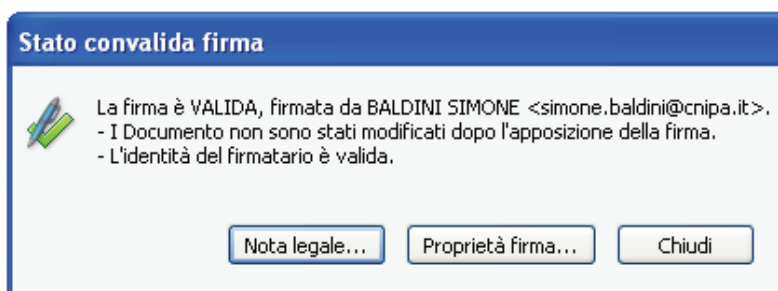 Stato convalida firma
La firma è VALIDA, firmata da BALDINI SIMONE <simone.baldini@cnipa.it>.
- I Documento non sono stati modificati dopo l'apposizione della firma.
- L'identità del firmatario è valida.
Nota legale... Proprietà firma... Chiudi